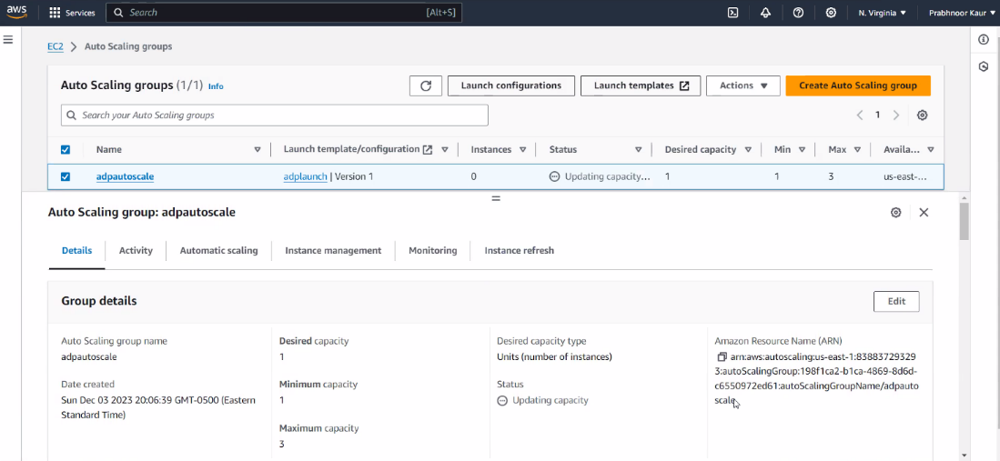 aws
Services
Search
[Alt+S]
N. Virginia
Prabhnoor Kaur
EC2 > Auto Scaling groups
Auto Scaling groups (1/1) Info
Launch configurations
Launch templates
Actions
Create Auto Scaling group
Search your Auto Scaling groups
1
Name
Launch template/configuration
Instances
Status
Desired capacity
Min
Max
Availa...
adpautoscale
adplaunch | Version 1
0
Updating capacity...
1
1
3
us-east-...
Auto Scaling group: adpautoscale
Details
Activity
Automatic scaling
Instance management
Monitoring
Instance refresh
Group details
Edit
Auto Scaling group name
adpautoscale
Date created
Sun Dec 03 2023 20:06:39 GMT-0500 (Eastern
Standard Time)
Desired capacity
1
Minimum capacity
1
Maximum capacity
3
Desired capacity type
Units (number of instances)
Status
Updating capacity
Amazon Resource Name (ARN)
arn:aws:autoscaling:us-east-1:83883729329
3:autoScalingGroup:198f1ca2-b1ca-4869-8d6d-
c6550972ed61:autoScalingGroupName/adpauto
scale